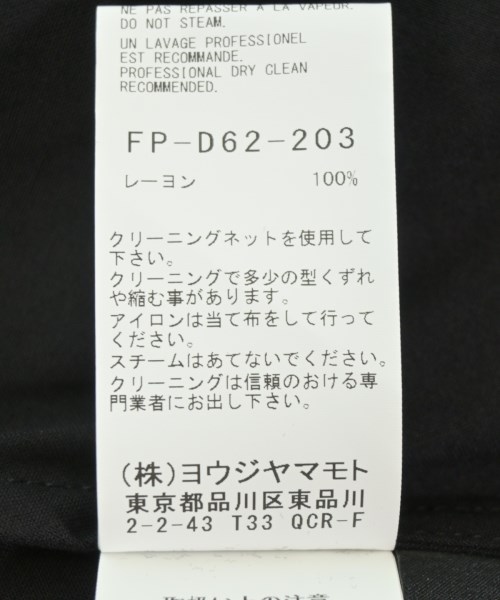 NE PAS REPASSER A LA VAPEUR.
DO NOT STEAM.
UN LAVAGE PROFESSIONEL
EST RECOMMANDE.
PROFESSIONAL DRY CLEAN
RECOMMENDED.
FP-D62-203
レーヨン 100%
クリーニングネットを使用して
下さい。
クリーニングで多少の型くずれ
や縮む事があります。
アイロンは当て布をして行って
ください。
スチームはあてないでください。
クリーニングは信頼のおける専
門業者にお出し下さい。
(株)ヨウジヤマモト
東京都品川区東品川
2-2-43 T33 QCR-F
取扱い上の注意